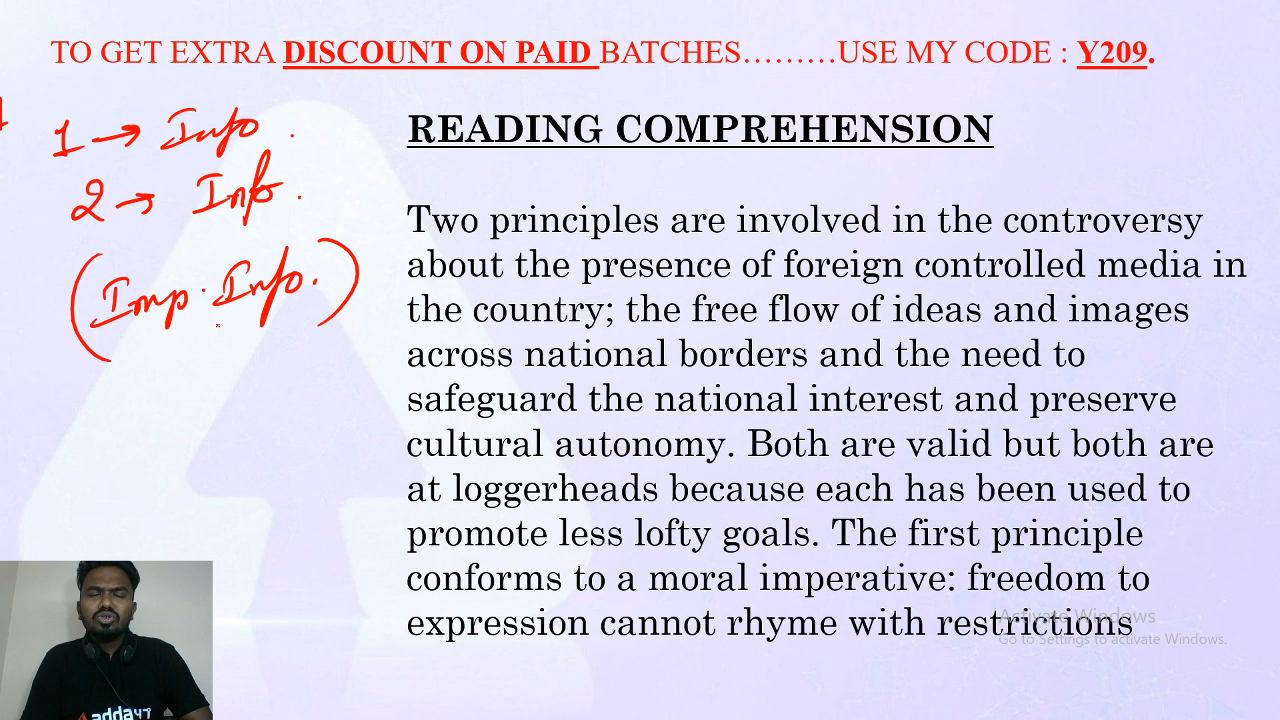 TO GET EXTRA DISCOUNT ON PAID BATCHES………USE MY CODE : Y209.
1 → Info.
2 → Info.
(Imp. Info.)
READING COMPREHENSION
Two principles are involved in the controversy
about the presence of foreign controlled media in
the country; the free flow of ideas and images
across national borders and the need to
safeguard the national interest and preserve
cultural autonomy. Both are valid but both are
at loggerheads because each has been used to
promote less lofty goals. The first principle
conforms to a moral imperative: freedom to
expression cannot rhyme with restrictions
Activate Windows
Go to Settings to activate Windows.
adda247